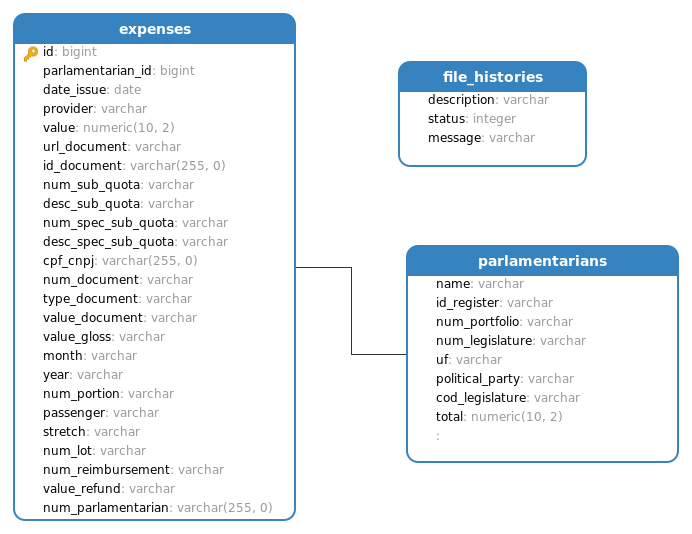 expenses
id: bigint
parlamentarian_id: bigint
date_issue: date
provider: varchar
value: numeric(10, 2)
url_document: varchar
id_document: varchar(255, 0)
num_sub_quota: varchar
desc_sub_quota: varchar
num_spec_sub_quota: varchar
desc_spec_sub_quota: varchar
cpf_cnpj: varchar(255, 0)
num_document: varchar
type_document: varchar
value_document: varchar
value_gloss: varchar
month: varchar
year: varchar
num_portion: varchar
passenger: varchar
stretch: varchar
num_lot: varchar
num_reimbursement: varchar
value_refund: varchar
num_parlamentarian: varchar(255, 0)
file_histories
description: varchar
status: integer
message: varchar
parlamentarians
name: varchar
id_register: varchar
num_portfolio: varchar
num_legislature: varchar
uf: varchar
political_party: varchar
cod_legislature: varchar
total: numeric(10, 2)
: